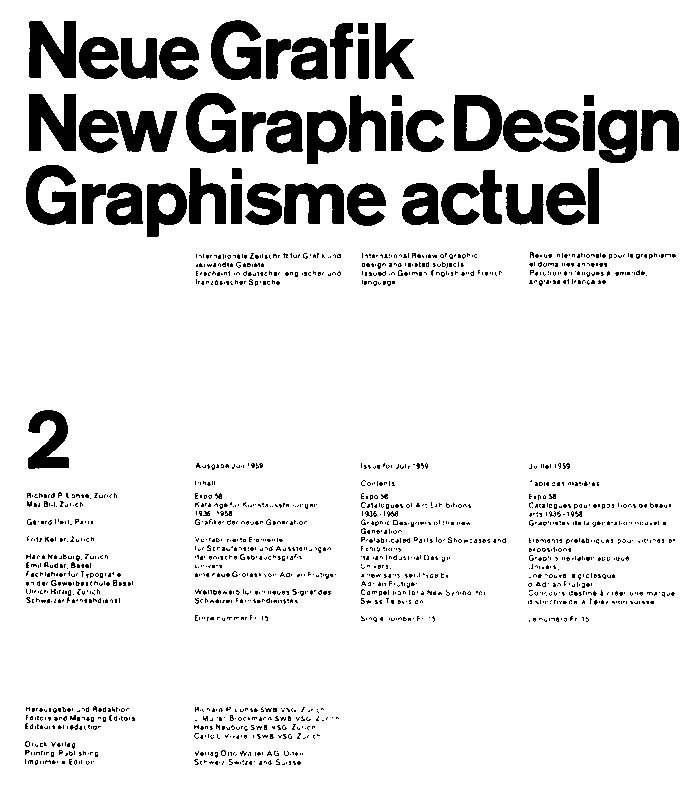 Neue Grafik
New Graphic Design
Graphisme actuel
Internationale Zeitschrift für Grafik und
verwandte Gebiete
Erscheint in deutscher, englischer und
französischer Sprache
International Review of graphic
design and related subjects
Issued in German, English and French
language
Revue internationale pour le graphisme
et domaines annexes
Parution en langues allemande,
anglaise et française
2
Ausgabe Juli 1959
Issue for July 1959
Juillet 1959
Richard P. Lohse, Zürich
Max Bill, Zürich
Gérard Ifert, Paris
Fritz Keller, Zürich
Hans Neuburg, Zürich
Emil Ruder, Basel
Fachlehrer für Typografie
an der Gewerbeschule Basel
Ulrich Hitzig, Zürich
Schweizer Fernsehdienst
Inhalt
Expo 58
Kataloge für Kunstausstellungen
1936-1958
Grafiker der neuen Generation
Vorfabrizierte Elemente
für Schaufenster und Ausstellungen
Italienische Gebrauchsgrafik
Univers,
eine neue Grotesk von Adrian Frutiger
Wettbewerb für ein neues Signet des
Schweizer Fernsehdienstes
Einzelnummer Fr. 15
Contents
Expo 58
Catalogues of Art Exhibitions
1936-1958
Graphic Designers of the new
Generation
Prefabricated Parts for Showcases and
Exhibitions
Italian Industrial Design
Univers,
a new sans-serif type by
Adrian Frutiger
Competition for a New Symbol for
Swiss Television
Single number Fr. 15
Table des matières
Expo 58
Catalogues pour expositions de beaux
arts 1936-1958
Graphistes de la génération nouvelle
Eléments préfabriqués pour vitrines et
expositions
Graphisme italien appliqué
Univers,
une nouvelle grotesque
d'Adrian Frutiger
Concours destiné à créer une marque
distinctive de la Télévision suisse
Le numéro Fr. 15
Herausgeber und Redaktion
Editors and Managing Editors
Editeurs et rédaction
Druck Verlag
Printing Publishing
Imprimerie Edition
Richard P. Lohse SWB VSG, Zürich
J. Müller-Brockmann SWB VSG, Zürich
Hans Neuburg SWB VSG, Zürich
Carlo L. Vivarelli SWB VSG, Zürich
Verlag Otto Walter AG, Olten
Schweiz Switzerland Suisse